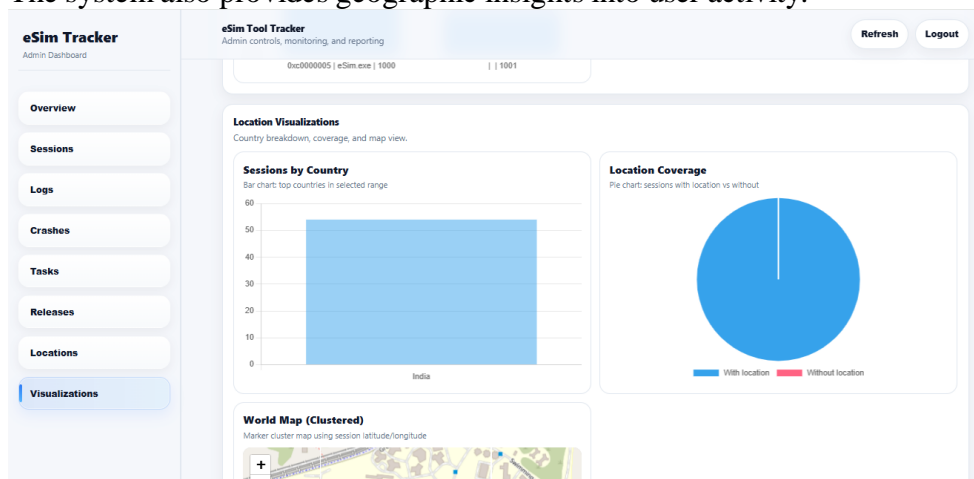 The system also provides geographic insights into user activity.
eSim Tracker
Admin Dashboard
eSim Tool Tracker
Admin controls, monitoring, and reporting
Refresh
Logout
Overview
Sessions
Logs
Crashes
Tasks
Releases
Locations
Visualizations
0xc0000005 | eSim.exe | 1000
| | 1001
Location Visualizations
Country breakdown, coverage, and map view.
Sessions by Country
Bar chart: top countries in selected range
60
50
40
30
20
10
0
India
Location Coverage
Pie chart: sessions with location vs without
With location
Without location
World Map (Clustered)
Marker cluster map using session latitude/longitude
+